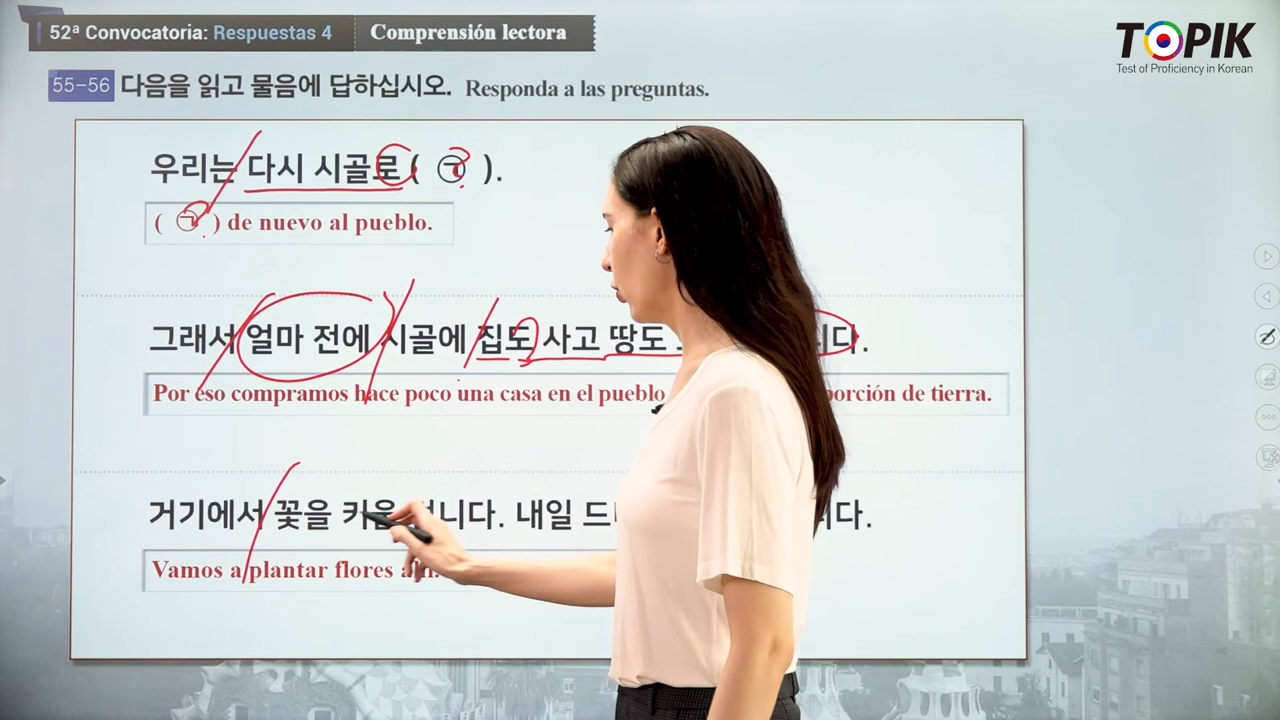 52ª Convocatoria: Respuestas 4 Comprensión lectora
TOPIK
Test of Proficiency in Korean
55-56 다음을 읽고 물음에 답하십시오. Responda a las preguntas.
우리는 다시 시골로 ( ㉠ ).
( ㉠ ) de nuevo al pueblo.
그래서 얼마 전에 시골에 집도 사고 땅도
Por eso compramos hace poco una casa en el pueblo porción de tierra.
거기에서 꽃을 키울 내일
Vamos a plantar flores